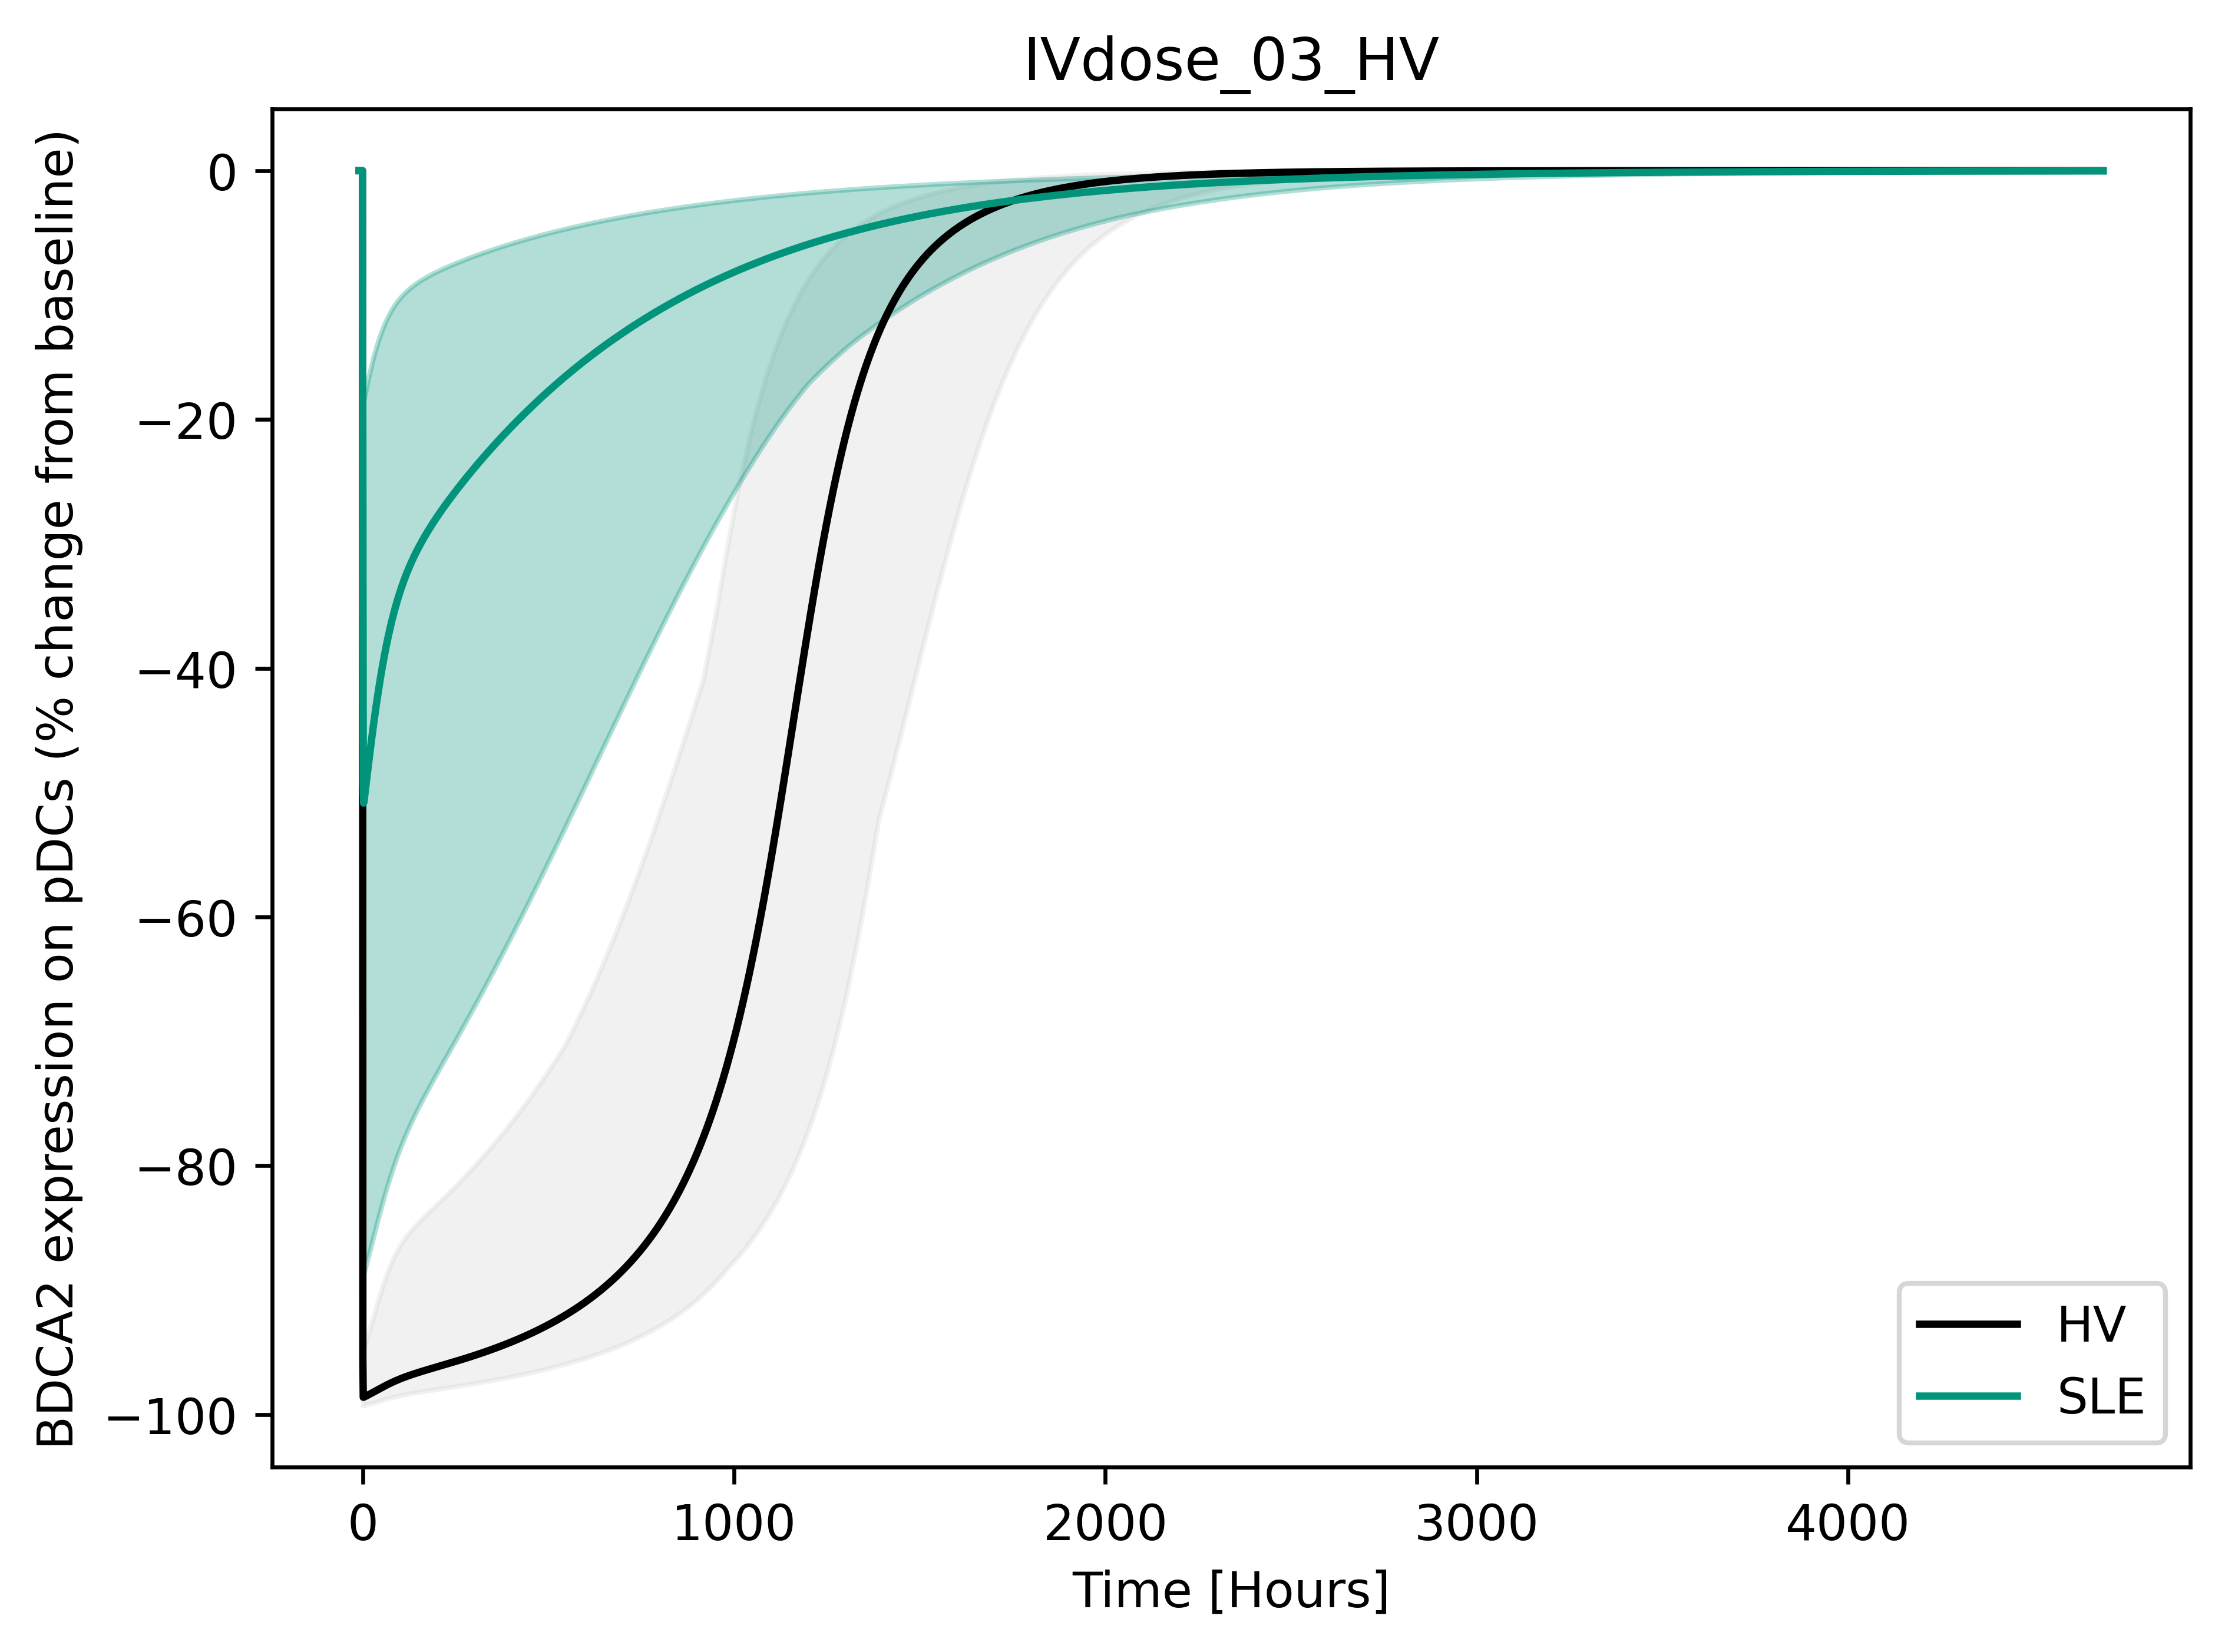 IVdose_03_HV
BDCA2 expression on pDCs (% change from baseline)
0
−20
−40
−60
−80
−100
0 1000 2000 3000 4000
Time [Hours]
HV
SLE